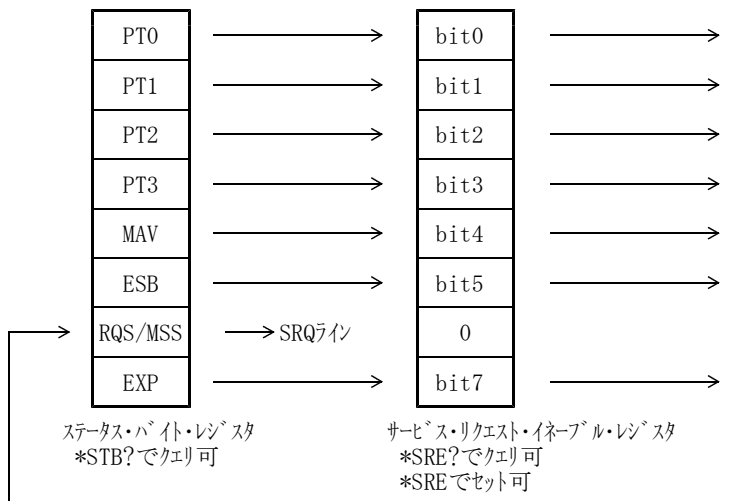 PT0 bit0
PT1 bit1
PT2 bit2
PT3 bit3
MAV bit4
ESB bit5
RQS/MSS SRQﾗｲﾝ 0
EXP bit7
ｽﾃｰﾀｽ・ﾊﾞｲﾄ・ﾚｼﾞｽﾀ
*STB?でｸｴﾘ可
ｻｰﾋﾞｽ・ﾘｸｴｽﾄ・ｲﾈｰﾌﾞﾙ・ﾚｼﾞｽﾀ
*SRE?でｸｴﾘ可
*SREでｾｯﾄ可